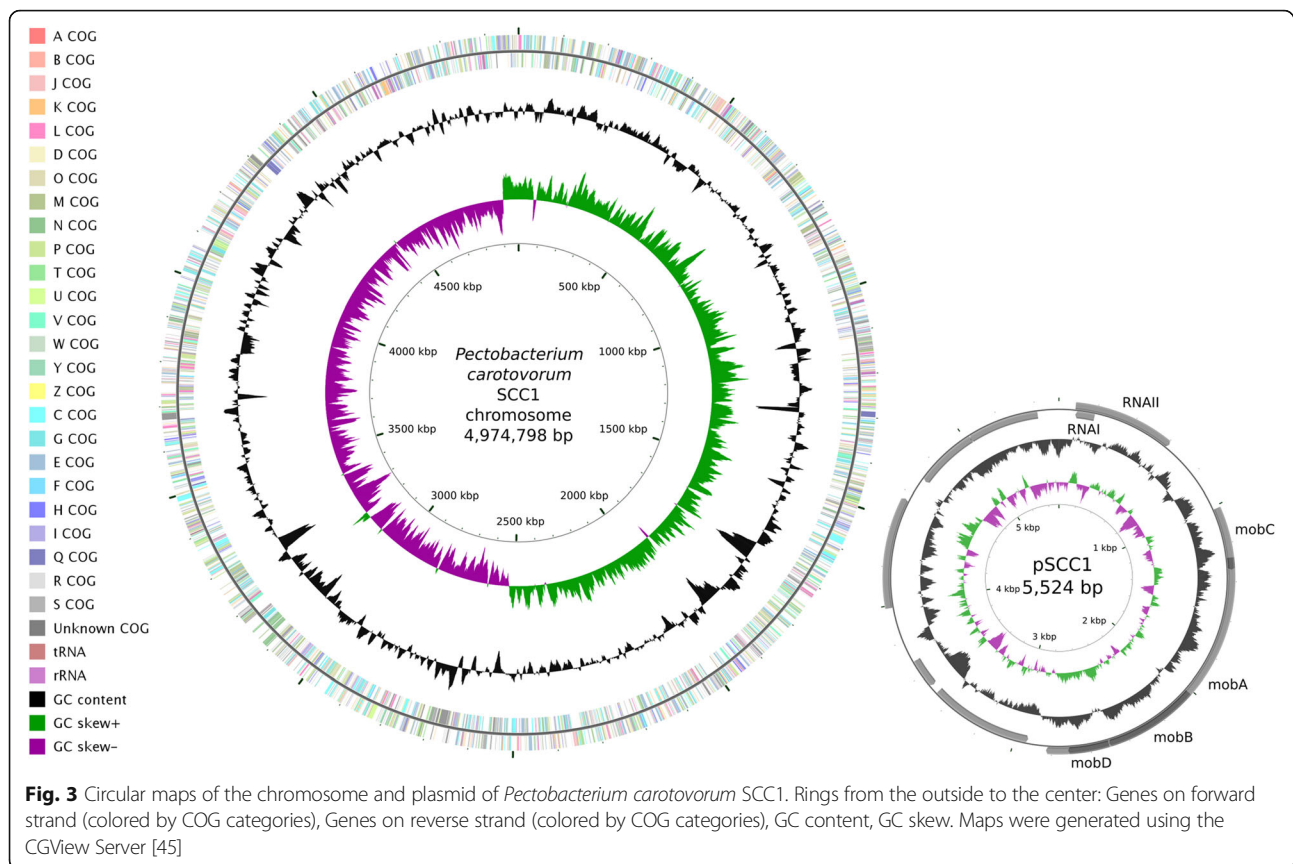 A COG
B COG
J COG
K COG
L COG
D COG
O COG
M COG
N COG
P COG
T COG
U COG
V COG
W COG
Y COG
Z COG
C COG
G COG
E COG
F COG
H COG
I COG
Q COG
R COG
S COG
Unknown COG
tRNA
rRNA
GC content
GC skew+
GC skew-
500 kbp
1000 kbp
1500 kbp
2000 kbp
2500 kbp
3000 kbp
3500 kbp
4000 kbp
4500 kbp
Pectobacterium
carotovorum
SCC1
chromosome
4,974,798 bp
RNAII
RNAI
mobC
mobA
mobB
mobD
1 kbp
2 kbp
3 kbp
4 kbp
5 kbp
pSCC1
5,524 bp
Fig. 3 Circular maps of the chromosome and plasmid of Pectobacterium carotovorum SCC1. Rings from the outside to the center: Genes on forward
strand (colored by COG categories), Genes on reverse strand (colored by COG categories), GC content, GC skew. Maps were generated using the
CGView Server [45]